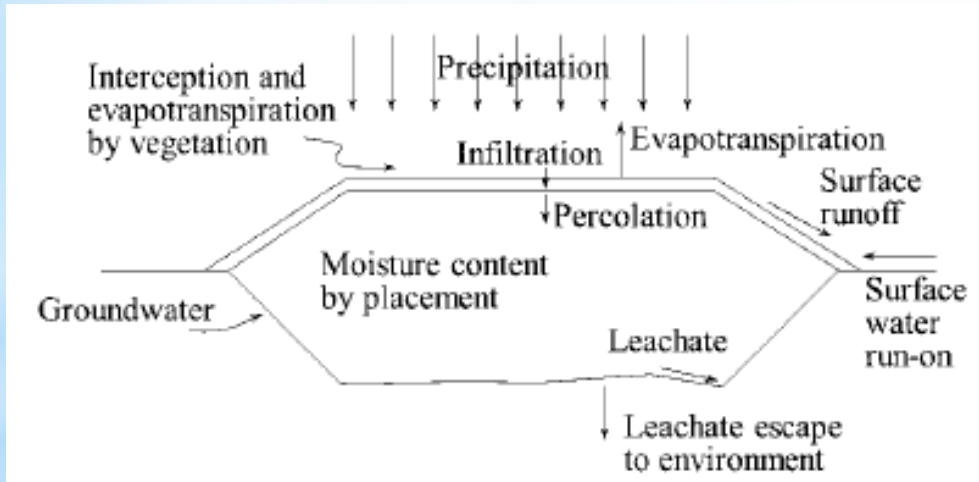 Precipitation
Interception and
evapotranspiration
by vegetation
Infiltration
Evapotranspiration
Surface
runoff
Percolation
Moisture content
by placement
Groundwater
Surface
water
run-on
Leachate
Leachate escape
to environment